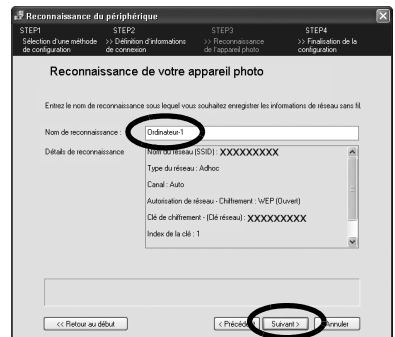 Reconnaissance du périphérique
STEP1 STEP2 STEP3 STEP4
Sélection d'une méthode >> Définition d'informations >> Reconnaissance >> Finalisation de la
de configuration de connexion de l'appareil photo configuration
Reconnaissance de votre appareil photo
Entrez le nom de reconnaissance sous lequel vous souhaitez enregistrer les informations de réseau sans fil.
Nom de reconnaissance : Ordinateur-1
Détails de reconnaissance Nom du réseau (SSID) : XXXXXXXXX
Type du réseau : Adhoc
Canal : Auto
Autorisation de réseau - Chiffrement : WEP (Ouvert)
Clé de chiffrement - (Clé réseau) : XXXXXXXXX
Index de la clé : 1
<< Retour au début < Précédent Suivant > Annuler